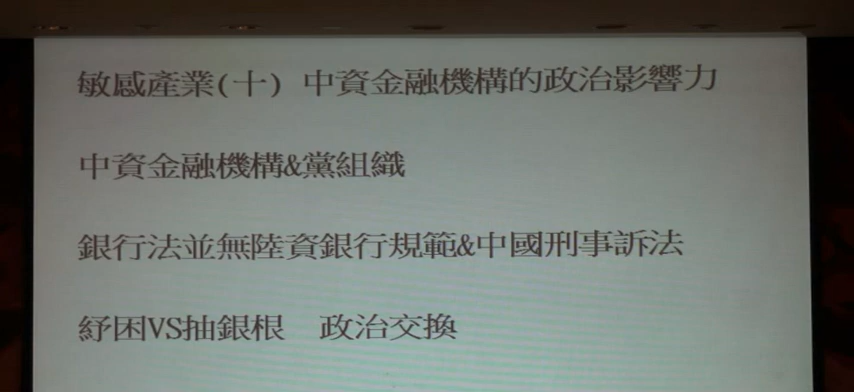 敏感產業(十) 中資金融機構的政治影響力
中資金融機構&黨組織
銀行法並無陸資銀行規範&中國刑事訴法
紓困VS抽銀根　政治交換